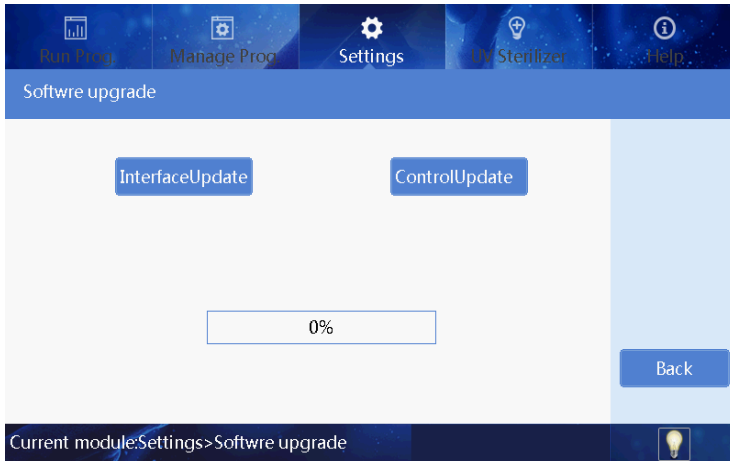 Run Prog. Manage Prog. Settings UV Sterilizer Help
Softwre upgrade
InterfaceUpdate ControlUpdate
0%
Back
Current module:Settings>Softwre upgrade